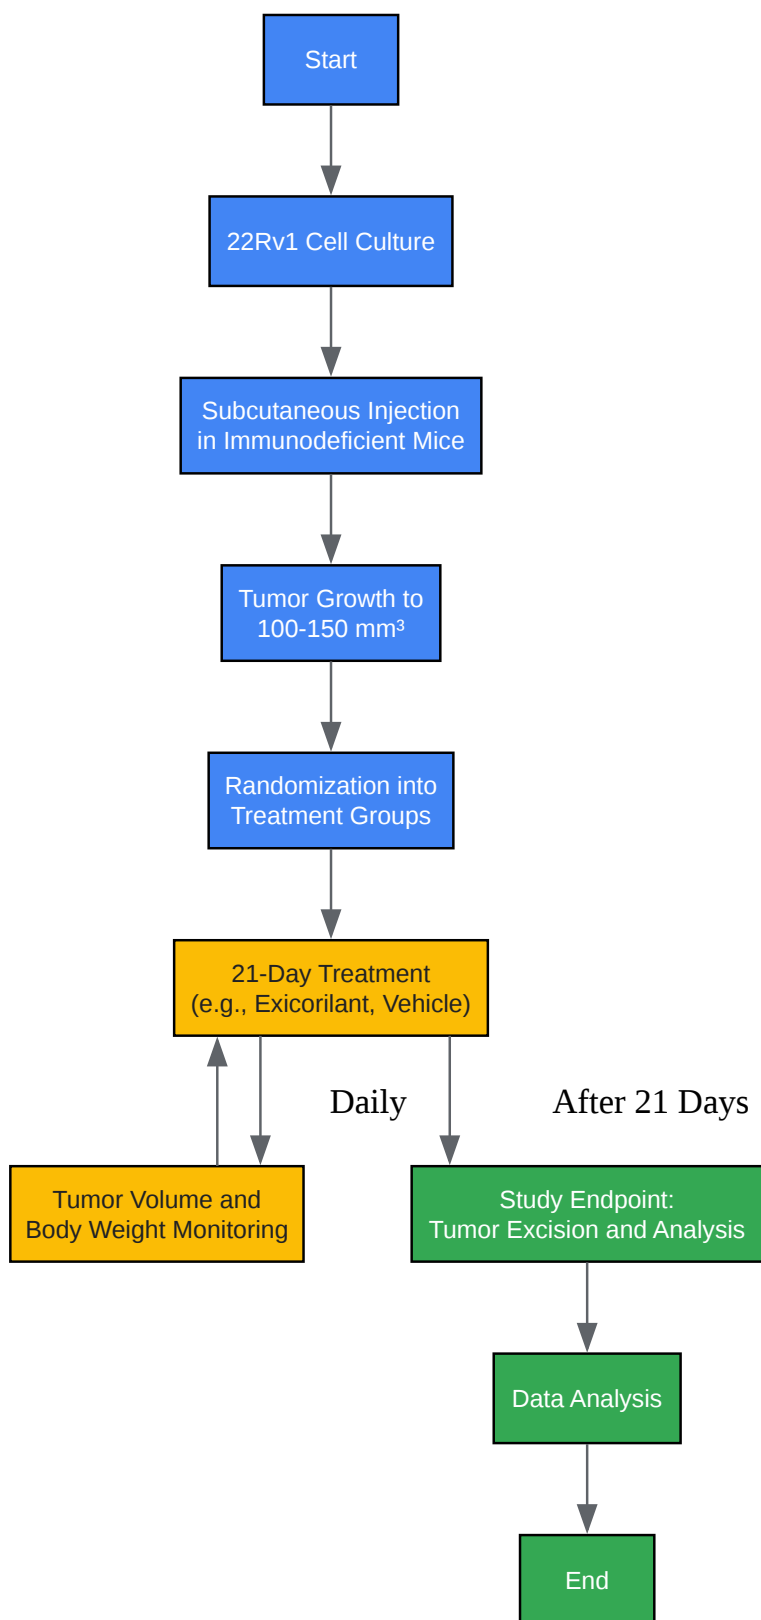 Start
22Rv1 Cell Culture
Subcutaneous Injection
in Immunodeficient Mice
Tumor Growth to
100-150 mm³
Randomization into
Treatment Groups
21-Day Treatment
(e.g., Exicorilant, Vehicle)
Daily
After 21 Days
Tumor Volume and
Body Weight Monitoring
Study Endpoint:
Tumor Excision and Analysis
Data Analysis
End